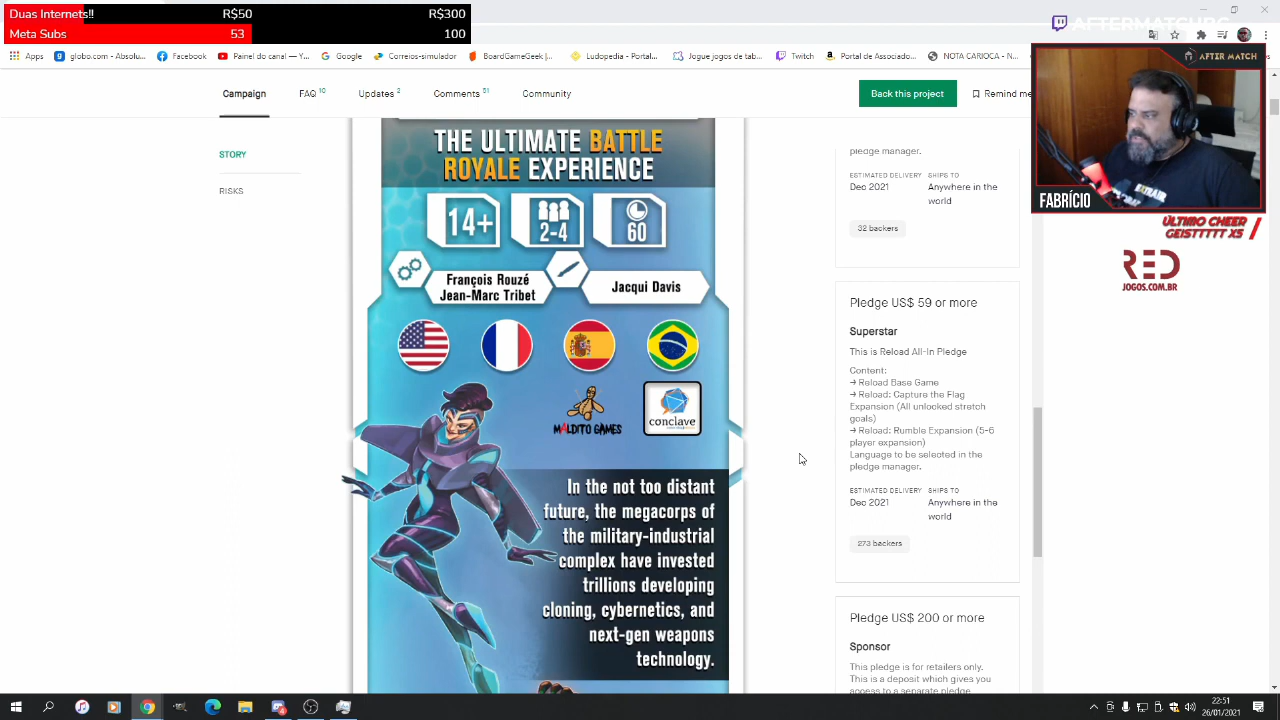 Duas Internets!! R$50 R$300
Meta Subs 53 100
AFTERMATCHBG
Apps globo.com - Absolu... Facebook Painel do canal — Y... Google Correios-simulador BoardGameGeek |... Ludopedia - Portal... Jogue jogos de tab... Twitch Portal de Associado... NOTA CARIOCA - N...
AFTER MATCH
Campaign FAQ 10 Updates 2 Comments 51 Community Back this project Remind me
STORY
RISKS
THE ULTIMATE BATTLE
ROYALE EXPERIENCE
14+ 2-4 60
François Rouzé
Jean-Marc Tribet
Jacqui Davis
MALDITO GAMES
conclave
In the not too distant
future, the megacorps of
the military-industrial
complex have invested
trillions developing
cloning, cybernetics, and
next-gen weapons
technology.
pledge manager.
ESTIMATED DELIVERY SHIPS TO
Dec 2021 Anywhere in the
world
32 backers
Pledge US$ 59 or more
Superstar
This is Reload All-In Pledge
Content:
→ Reload Base Game
→ Reload: Capture the Flag
Expansion (All unlocked stretch
goals)
→ Reload: Rumble Expansion (5-6
player expansion)
Language to be selected in the
pledge manager.
ESTIMATED DELIVERY SHIPS TO
Dec 2021 Anywhere in the
world
273 backers
Pledge US$ 200 or more
Sponsor
This pledge is for retailers only.
This is a deposit which gives you
access to a separate pledge
FABRÍCIO
ÚLTIMO CHEER
GEISTTTTT X5
RED
JOGOS.COM.BR
22:51
26/01/2021